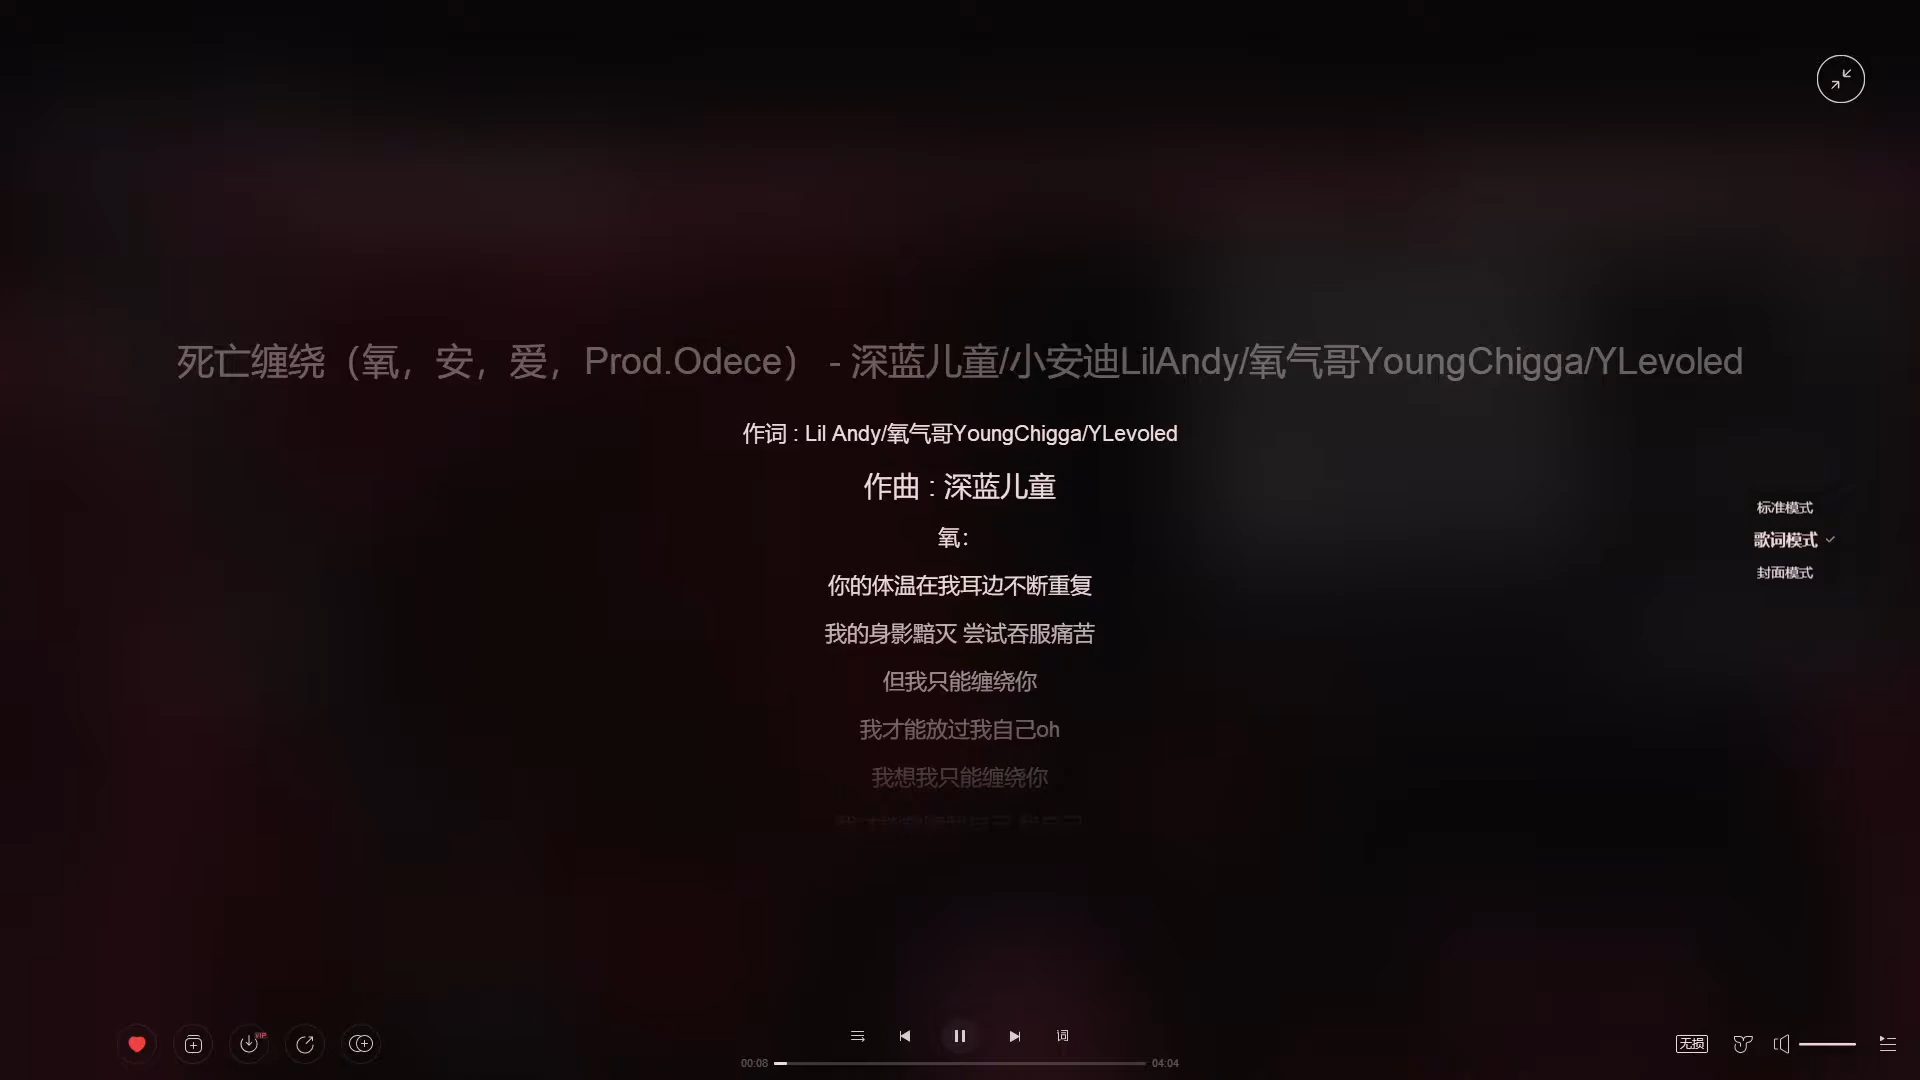 死亡缠绕（氧，安，爱，Prod.Odece） - 深蓝儿童/小安迪LilAndy/氧气哥YoungChigga/YLevoled
作词 : Lil Andy/氧气哥YoungChigga/YLevoled
作曲 : 深蓝儿童
氧：
你的体温在我耳边不断重复
我的身影黯灭 尝试吞服痛苦
但我只能缠绕你
我才能放过我自己oh
我想我只能缠绕你
标准模式
歌词模式
封面模式
VIP
词
00:08
04:04
无损